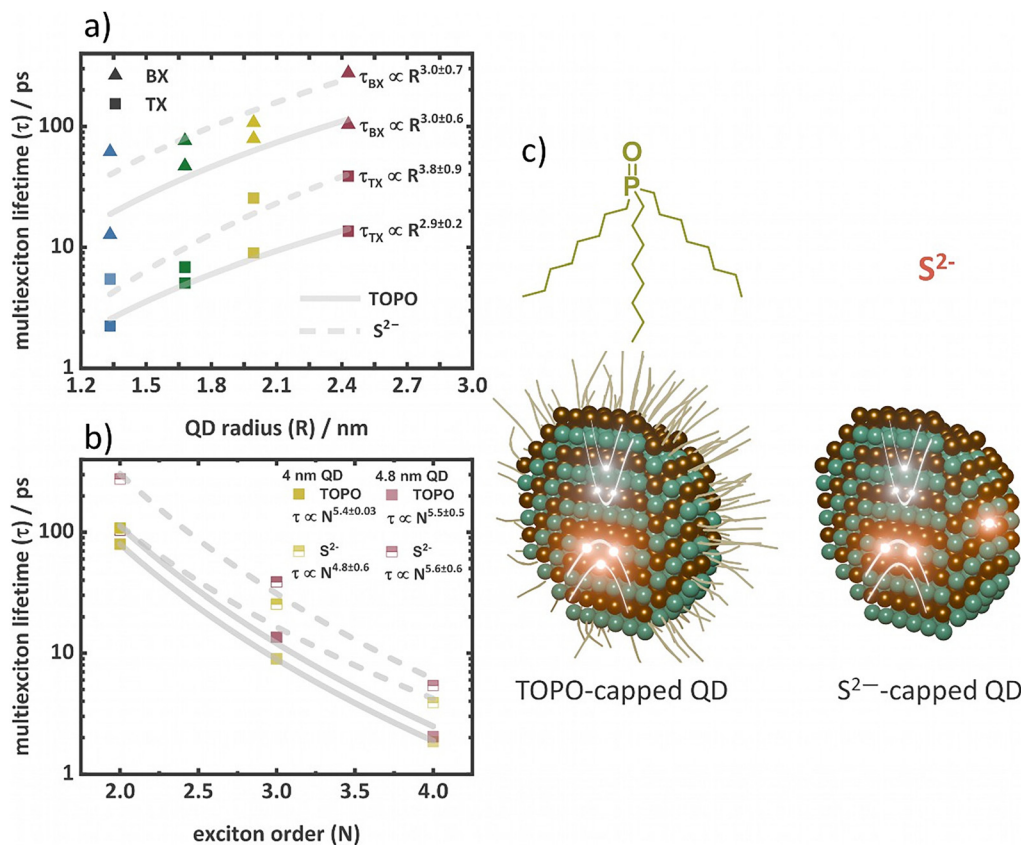 a)
multiexciton lifetime (τ) / ps
100
10
1
BX
TX
τBX ∝ R3.0±0.7
τBX ∝ R3.0±0.6
τTX ∝ R3.8±0.9
τTX ∝ R2.9±0.2
TOPO
S2−
1.2 1.5 1.8 2.1 2.4 2.7 3.0
QD radius (R) / nm
b)
multiexciton lifetime (τ) / ps
100
10
1
4 nm QD 4.8 nm QD
TOPO TOPO
τ ∝ N5.4±0.03 τ ∝ N5.5±0.5
S2- S2-
τ ∝ N4.8±0.6 τ ∝ N5.6±0.6
2.0 2.5 3.0 3.5 4.0
exciton order (N)
c)
O
P
S2-
TOPO-capped QD
S2—-capped QD